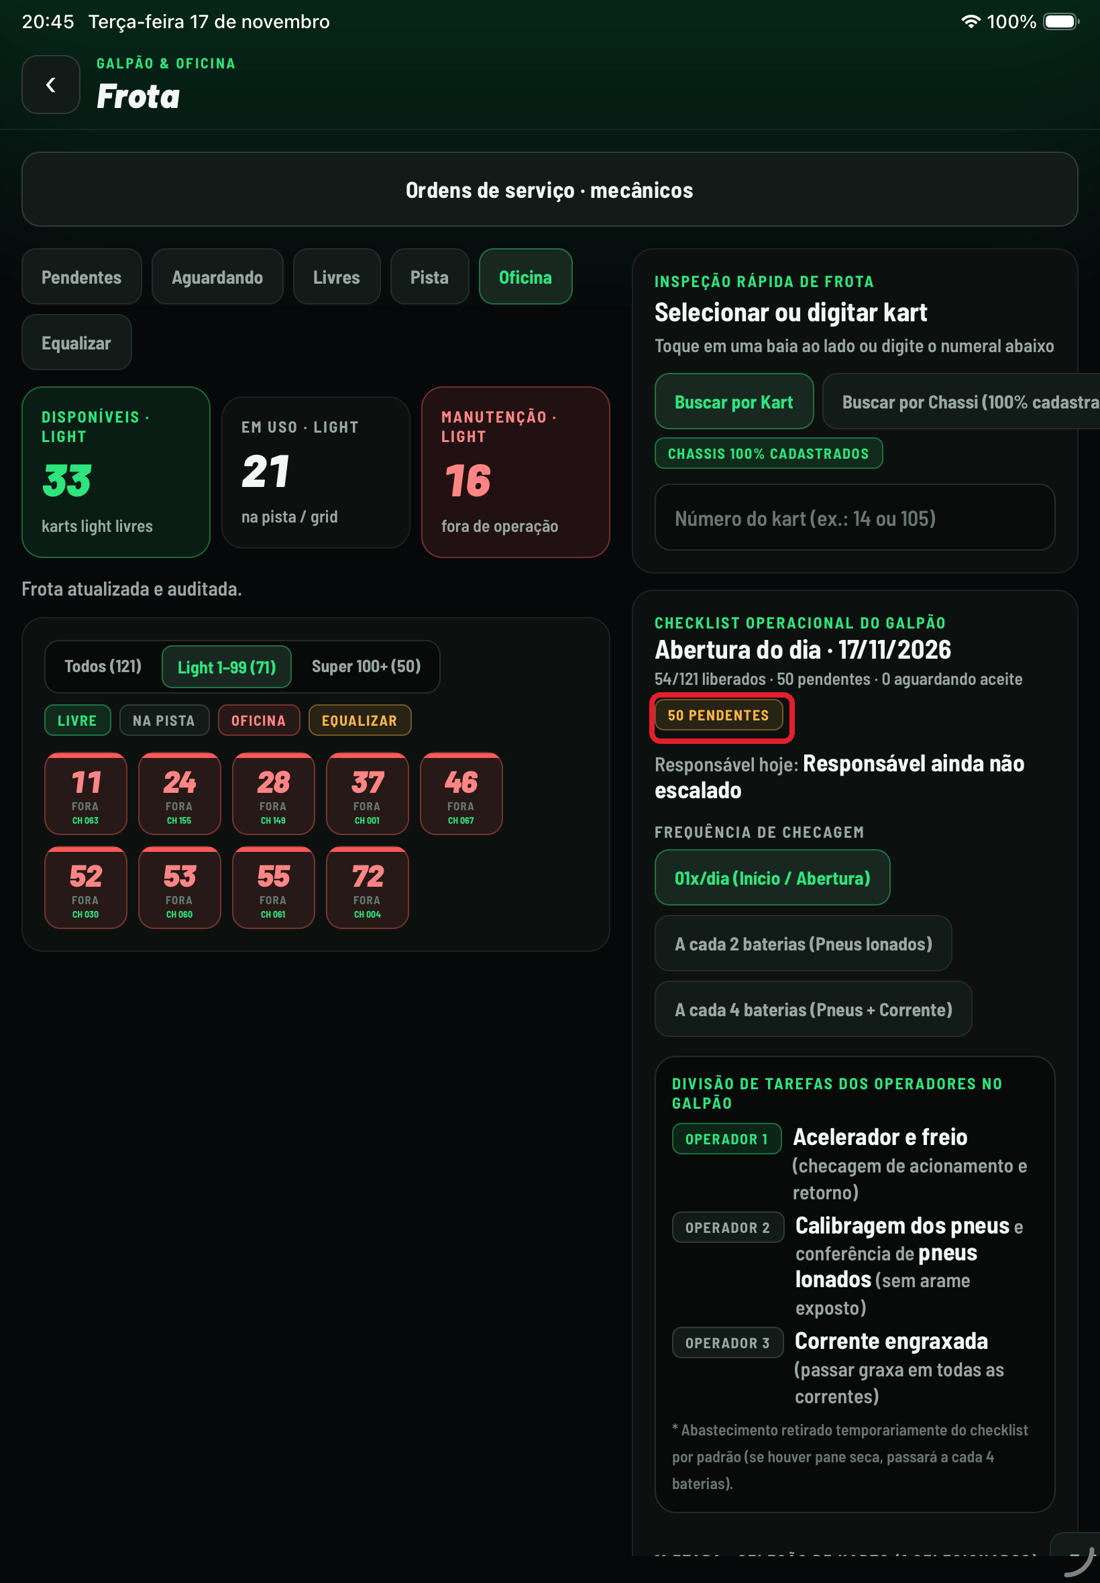 20:45 Terça-feira 17 de novembro
100%
GALPÃO & OFICINA
Frota
Ordens de serviço · mecânicos
Pendentes
Aguardando
Livres
Pista
Oficina
Equalizar
DISPONÍVEIS ·
LIGHT
33
karts light livres
EM USO · LIGHT
21
na pista / grid
MANUTENÇÃO ·
LIGHT
16
fora de operação
Frota atualizada e auditada.
Todos (121)
Light 1–99 (71)
Super 100+ (50)
LIVRE
NA PISTA
OFICINA
EQUALIZAR
11
FORA
CH 063
24
FORA
CH 155
28
FORA
CH 149
37
FORA
CH 001
46
FORA
CH 067
52
FORA
CH 030
53
FORA
CH 060
55
FORA
CH 061
72
FORA
CH 004
INSPEÇÃO RÁPIDA DE FROTA
Selecionar ou digitar kart
Toque em uma baia ao lado ou digite o numeral abaixo
Buscar por Kart
Buscar por Chassi (100% cadastra
CHASSIS 100% CADASTRADOS
Número do kart (ex.: 14 ou 105)
CHECKLIST OPERACIONAL DO GALPÃO
Abertura do dia · 17/11/2026
54/121 liberados · 50 pendentes · 0 aguardando aceite
50 PENDENTES
Responsável hoje: Responsável ainda não
escalado
FREQUÊNCIA DE CHECAGEM
01x/dia (Início / Abertura)
A cada 2 baterias (Pneus lonados)
A cada 4 baterias (Pneus + Corrente)
DIVISÃO DE TAREFAS DOS OPERADORES NO
GALPÃO
OPERADOR 1
Acelerador e freio
(checagem de acionamento e
retorno)
OPERADOR 2
Calibragem dos pneus e
conferência de pneus
lonados (sem arame
exposto)
OPERADOR 3
Corrente engraxada
(passar graxa em todas as
correntes)
* Abastecimento retirado temporariamente do checklist
por padrão (se houver pane seca, passará a cada 4
baterias).